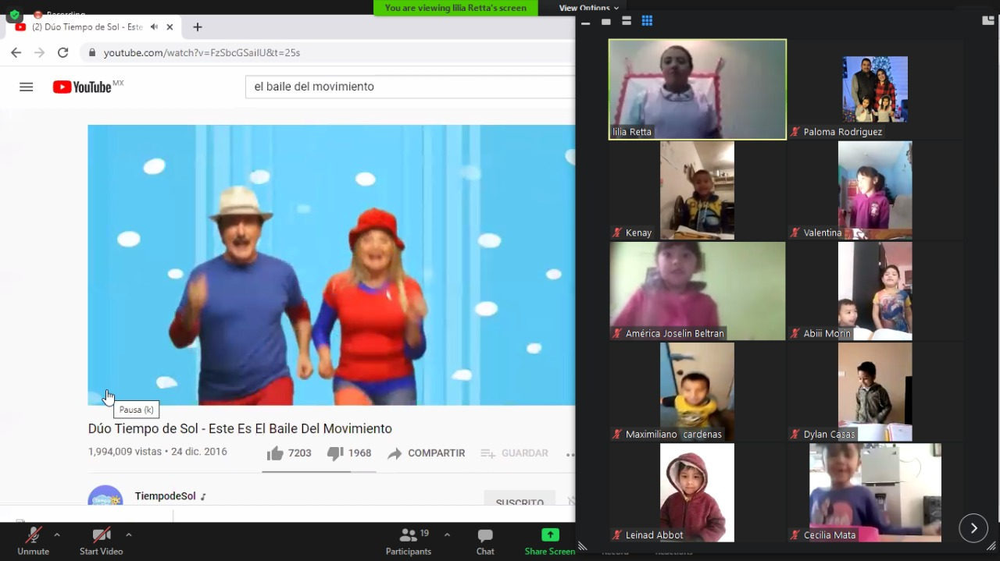 Recording
You are viewing lilia Retta's screen
View Options
(2) Dúo Tiempo de Sol - Este
youtube.com/watch?v=FzSbcGSaiIU&t=25s
YouTube MX
el baile del movimiento
Pausa (k)
Dúo Tiempo de Sol - Este Es El Baile Del Movimiento
1,994,009 vistas • 24 dic. 2016
7203
1968
COMPARTIR
GUARDAR
TiempodeSol
SUSCRITO
lilia Retta
Paloma Rodriguez
Kenay
Valentina
América Joselin Beltran
Abiii Morin
Maximiliano cardenas
Dylan Casas
Leinad Abbot
Cecilia Mata
Unmute
Start Video
Participants
19
Chat
Share Screen
Record
Reactions